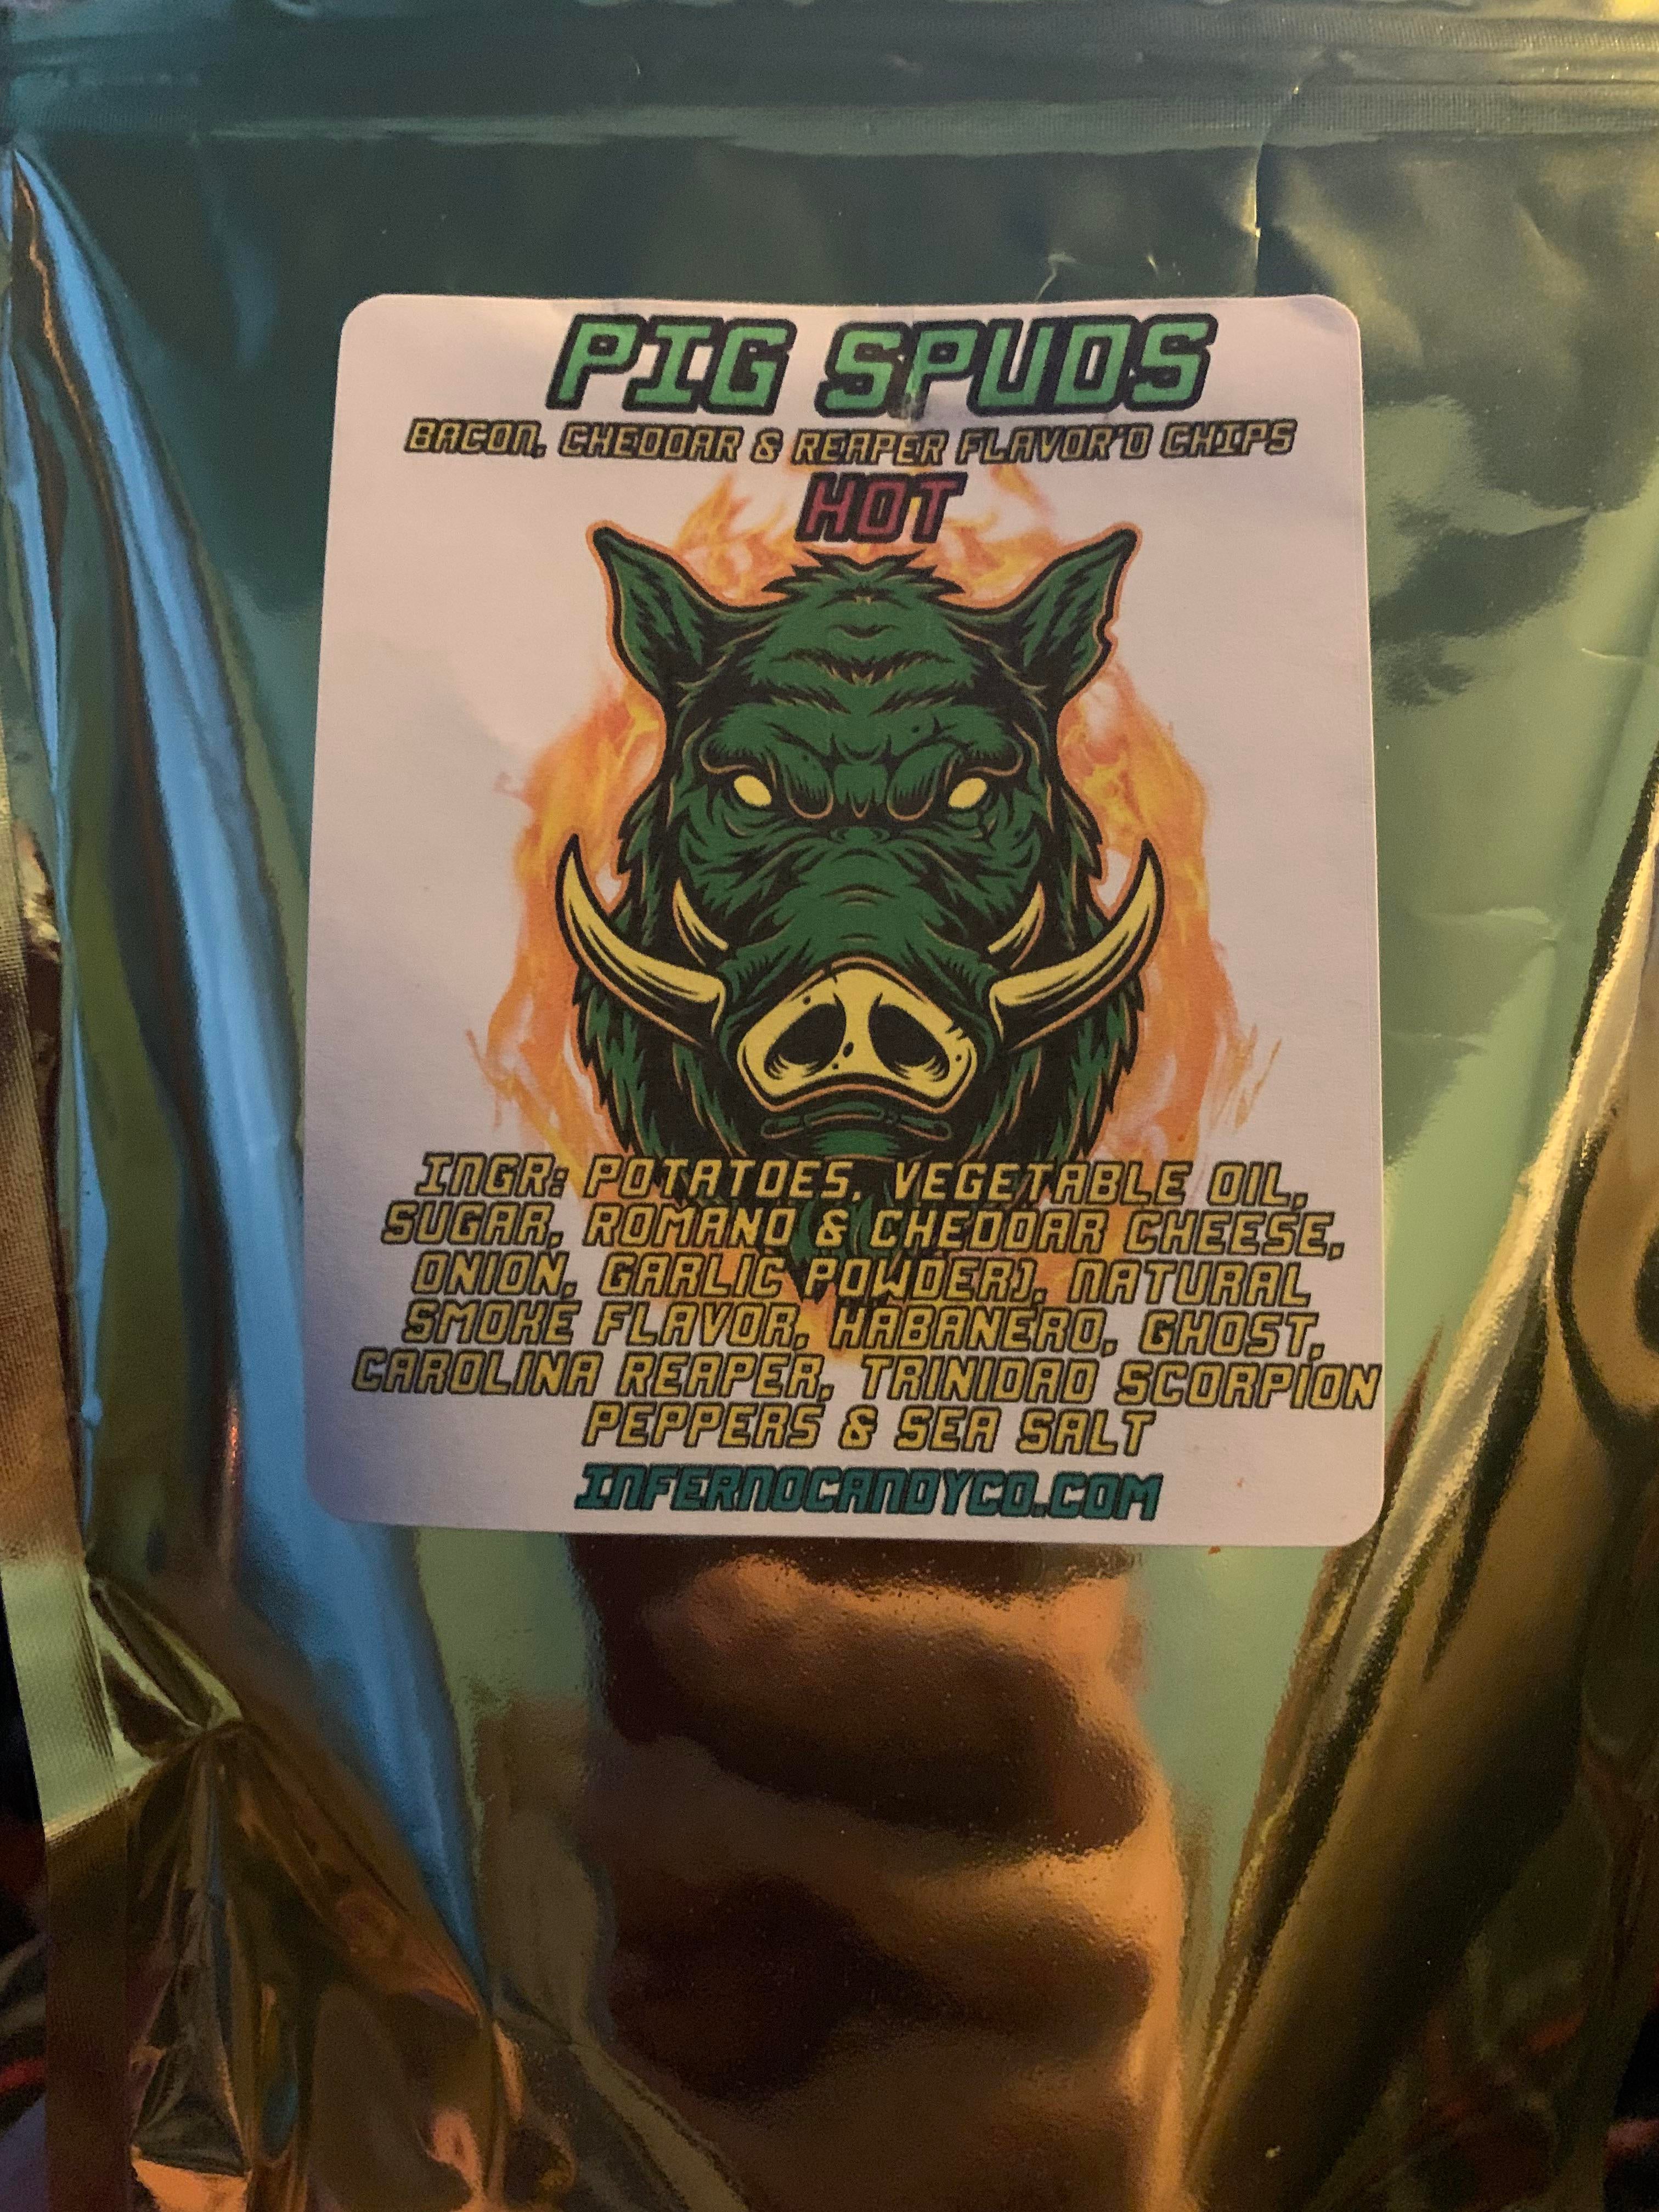 PIG SPUDS
BACON, CHEDDAR & REAPER FLAVOR'D CHIPS
HOT
INGR: POTATOES, VEGETABLE OIL,
SUGAR, ROMANO & CHEDDAR CHEESE,
ONION, GARLIC POWDER), NATURAL
SMOKE FLAVOR, HABANERO, GHOST,
CAROLINA REAPER, TRINIDAD SCORPION
PEPPERS & SEA SALT
INFERNOCANDYCO.COM